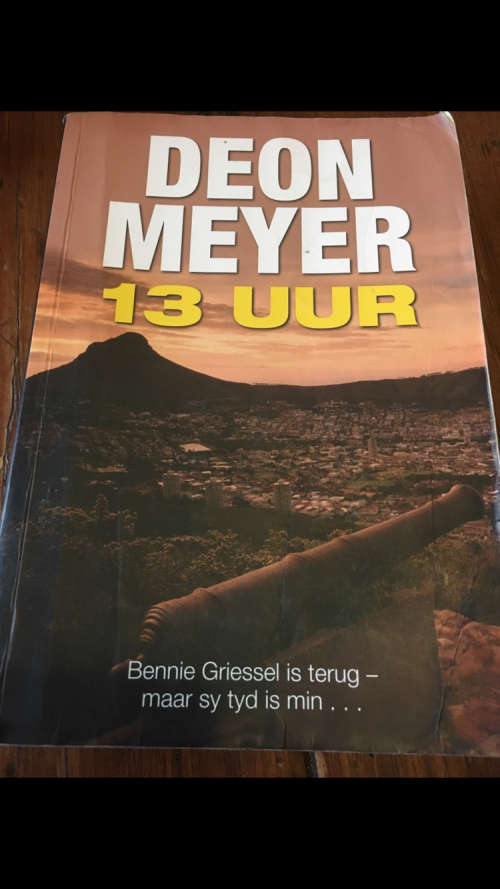 DEON
MEYER
13 UUR
Bennie Griessel is terug –
maar sy tyd is min . . .